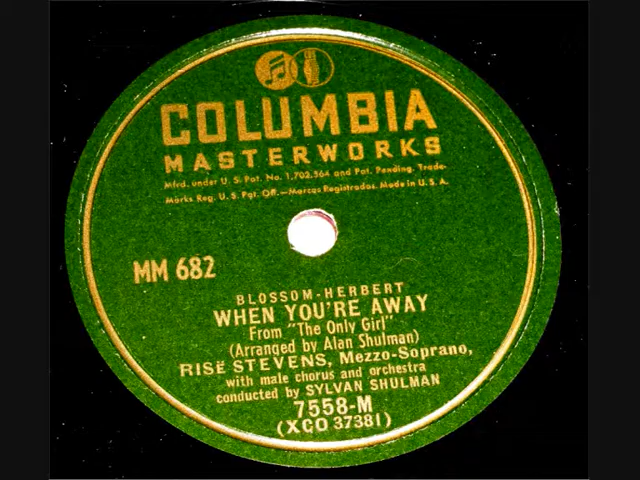 COLUMBIA
MASTERWORKS
Mfrd. under U. S. Pat. No. 1,702,564 and Pat. Pending. Trade-
Marks Reg. U. S. Pat. Off.—Marcas Registradas. Made in U. S. A.
MM 682
BLOSSOM-HERBERT
WHEN YOU'RE AWAY
From "The Only Girl"
(Arranged by Alan Shulman)
RISË STEVENS, Mezzo-Soprano,
with male chorus and orchestra
conducted by SYLVAN SHULMAN
7558-M
(XCO 37381)